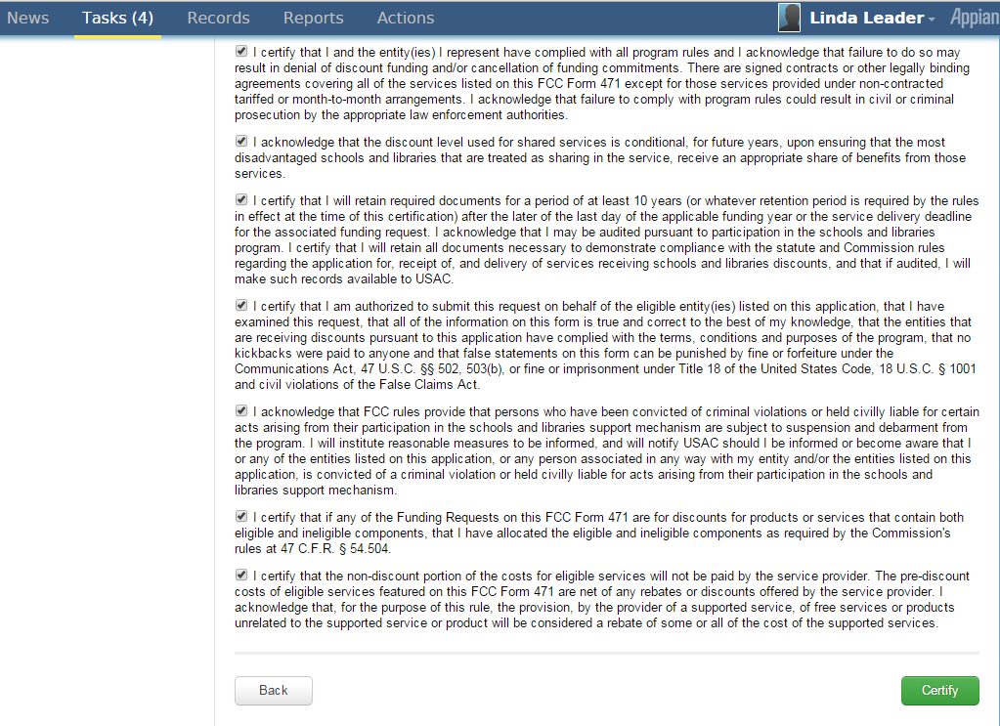 News Tasks (4) Records Reports Actions Linda Leader Appian
I certify that I and the entity(ies) I represent have complied with all program rules and I acknowledge that failure to do so may
result in denial of discount funding and/or cancellation of funding commitments. There are signed contracts or other legally binding
agreements covering all of the services listed on this FCC Form 471 except for those services provided under non-contracted
tariffed or month-to-month arrangements. I acknowledge that failure to comply with program rules could result in civil or criminal
prosecution by the appropriate law enforcement authorities.
I acknowledge that the discount level used for shared services is conditional, for future years, upon ensuring that the most
disadvantaged schools and libraries that are treated as sharing in the service, receive an appropriate share of benefits from those
services.
I certify that I will retain required documents for a period of at least 10 years (or whatever retention period is required by the rules
in effect at the time of this certification) after the later of the last day of the applicable funding year or the service delivery deadline
for the associated funding request. I acknowledge that I may be audited pursuant to participation in the schools and libraries
program. I certify that I will retain all documents necessary to demonstrate compliance with the statute and Commission rules
regarding the application for, receipt of, and delivery of services receiving schools and libraries discounts, and that if audited, I will
make such records available to USAC.
I certify that I am authorized to submit this request on behalf of the eligible entity(ies) listed on this application, that I have
examined this request, that all of the information on this form is true and correct to the best of my knowledge, that the entities that
are receiving discounts pursuant to this application have complied with the terms, conditions and purposes of the program, that no
kickbacks were paid to anyone and that false statements on this form can be punished by fine or forfeiture under the
Communications Act, 47 U.S.C. §§ 502, 503(b), or fine or imprisonment under Title 18 of the United States Code, 18 U.S.C. § 1001
and civil violations of the False Claims Act.
I acknowledge that FCC rules provide that persons who have been convicted of criminal violations or held civilly liable for certain
acts arising from their participation in the schools and libraries support mechanism are subject to suspension and debarment from
the program. I will institute reasonable measures to be informed, and will notify USAC should I be informed or become aware that I
or any of the entities listed on this application, or any person associated in any way with my entity and/or the entities listed on this
application, is convicted of a criminal violation or held civilly liable for acts arising from their participation in the schools and
libraries support mechanism.
I certify that if any of the Funding Requests on this FCC Form 471 are for discounts for products or services that contain both
eligible and ineligible components, that I have allocated the eligible and ineligible components as required by the Commission's
rules at 47 C.F.R. § 54.504.
I certify that the non-discount portion of the costs for eligible services will not be paid by the service provider. The pre-discount
costs of eligible services featured on this FCC Form 471 are net of any rebates or discounts offered by the service provider. I
acknowledge that, for the purpose of this rule, the provision, by the provider of a supported service, of free services or products
unrelated to the supported service or product will be considered a rebate of some or all of the cost of the supported services.
Back Certify